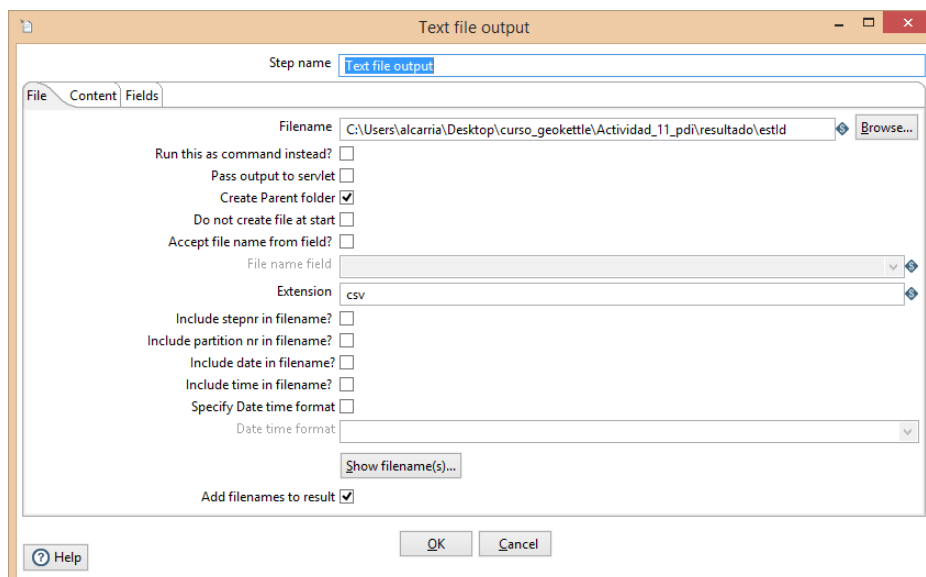 Text file output
Step name Text file output
File Content Fields
Filename C:\Users\alcarria\Desktop\curso_geokettle\Actividad_11_pdi\resultado\estId Browse...
Run this as command instead?
Pass output to servlet
Create Parent folder
Do not create file at start
Accept file name from field?
File name field
Extension csv
Include stepnr in filename?
Include partition nr in filename?
Include date in filename?
Include time in filename?
Specify Date time format
Date time format
Show filename(s)...
Add filenames to result
OK Cancel
Help